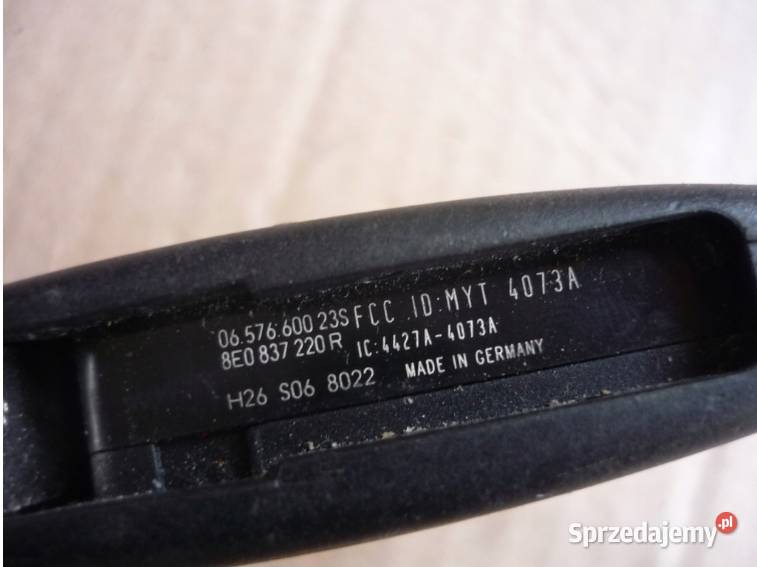 06.576.600 23S FCC ID:MYT 4073A
8E0 837 220 R IC:4427A-4073A
H26 S06 8022 MADE IN GERMANY
Sprzedajemy.pl